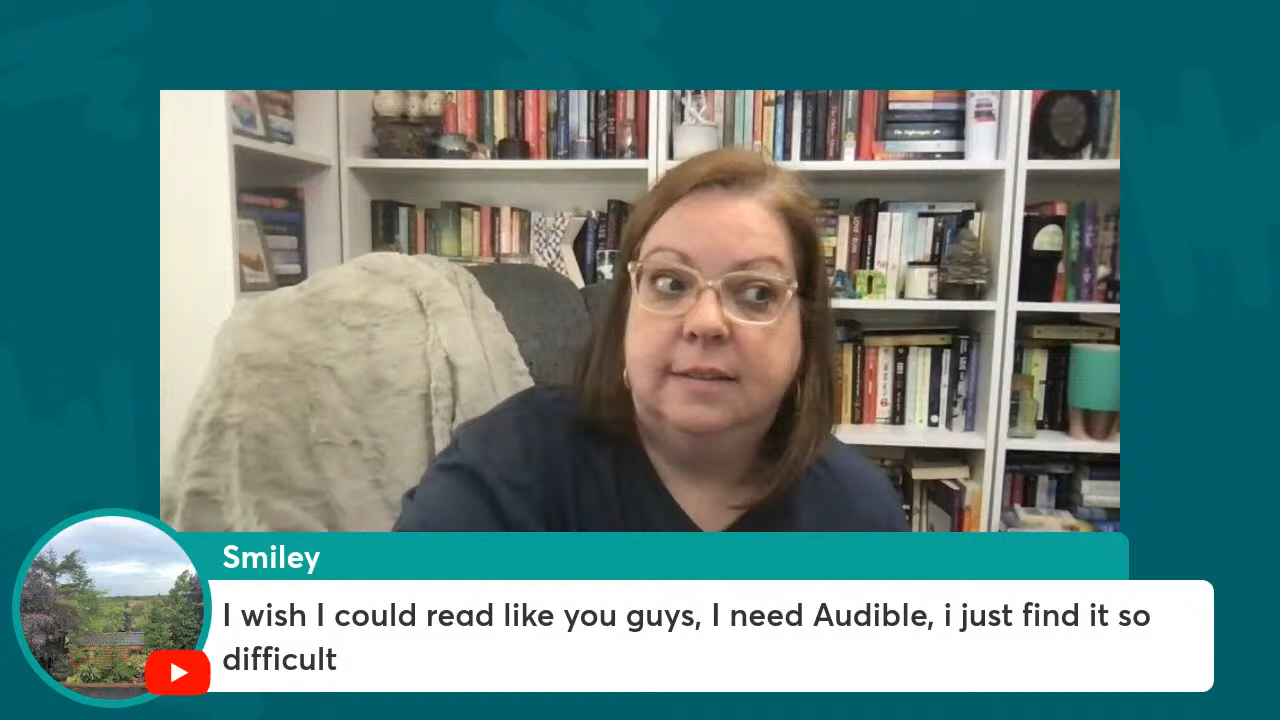 Smiley
I wish I could read like you guys, I need Audible, i just find it so
difficult